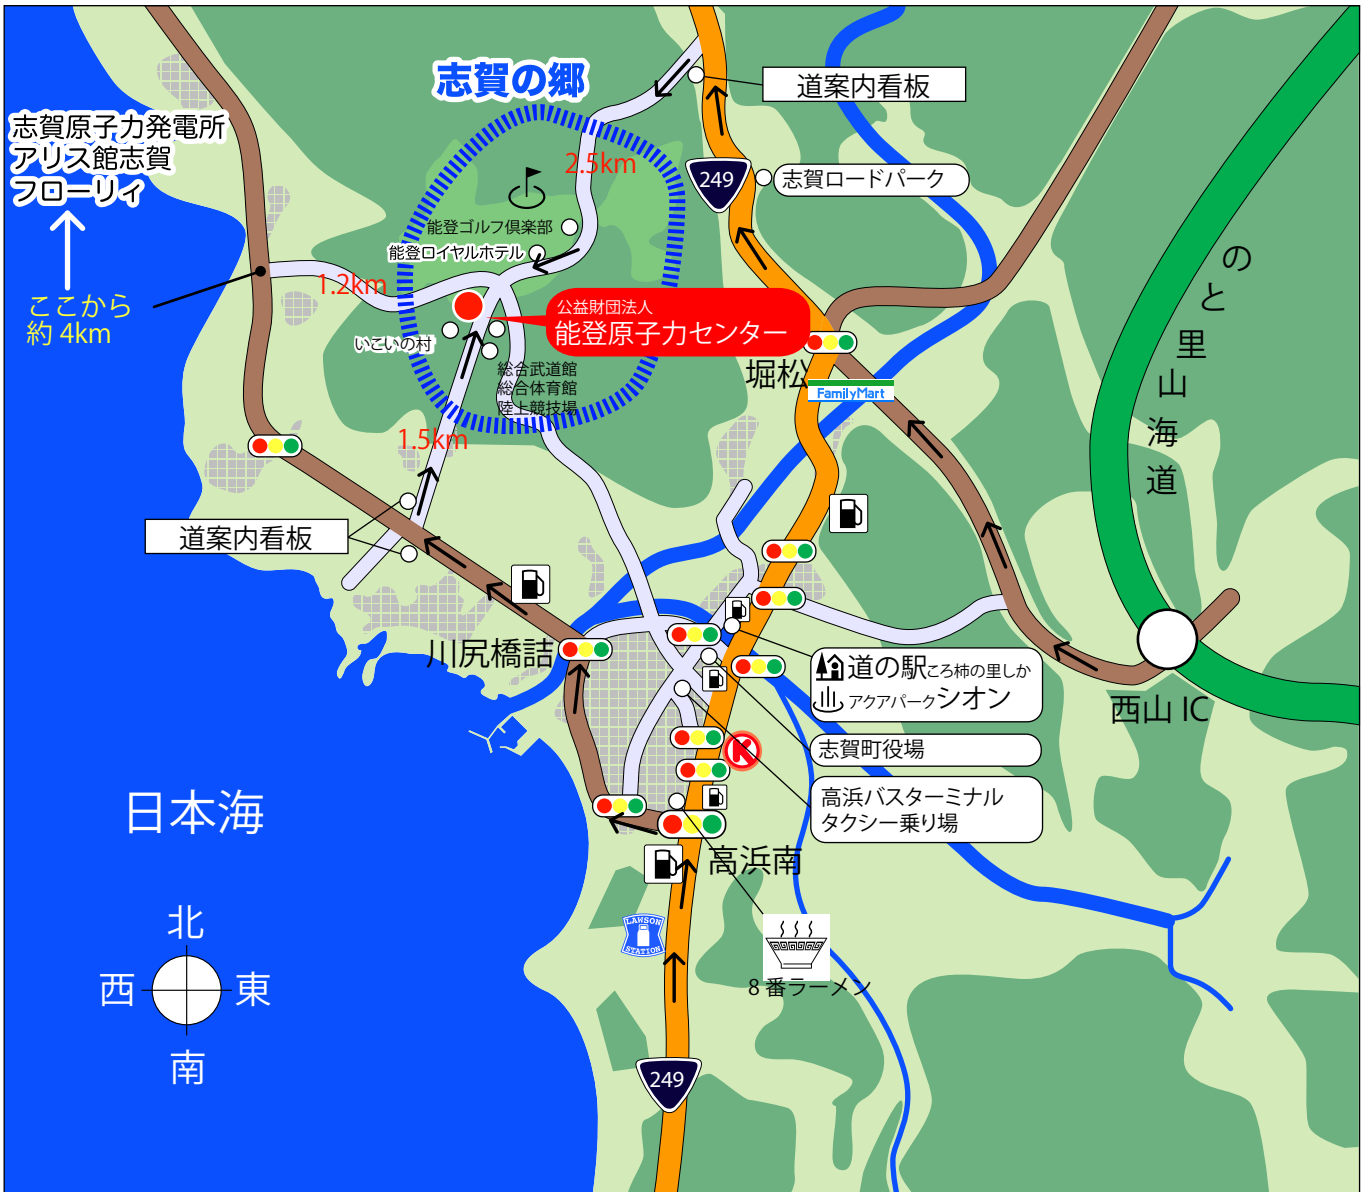 志賀の郷
道案内看板
志賀原子力発電所
アリス館志賀
フローリィ
ここから
約 4km
2.5km
249
志賀ロードパーク
能登ゴルフ倶楽部
能登ロイヤルホテル
1.2km
公益財団法人
能登原子力センター
いこいの村
総合武道館
総合体育館
陸上競技場
堀松
FamilyMart
のと里山海道
1.5km
道案内看板
川尻橋詰
道の駅ころ柿の里しか
アクアパークシオン
西山 IC
志賀町役場
K
高浜バスターミナル
タクシー乗り場
日本海
高浜南
LAWSON
STATION
8 番ラーメン
北
西
東
南
249